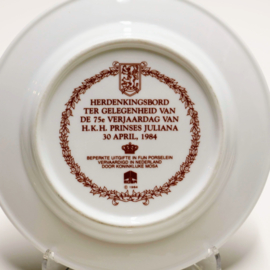 HERDENKINGSBORD
TER GELEGENHEID VAN
DE 75e VERJAARDAG VAN
H.K.H. PRINSES JULIANA
30 APRIL, 1984
BEPERKTE UITGIFTE IN FIJN PORSELEIN
VERVAARDIGD IN NEDERLAND
DOOR KONINKLIJKE MOSA
© 1984